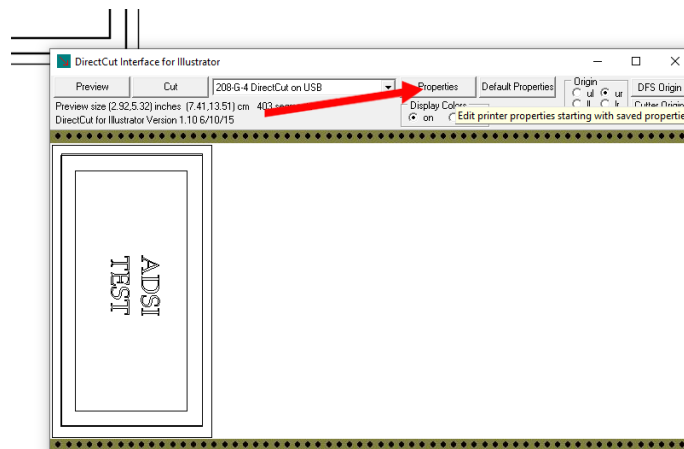 DirectCut Interface for Illustrator
Preview Cut 208-G-4 DirectCut on USB Properties Default Properties Origin ul ur DFS Origin
Preview size (2.92,5.32) inches (7.41,13.51) cm 403 Display Colors ll lr Cutter Origin
DirectCut for Illustrator Version 1.10 6/10/15 on Edit printer properties starting with saved propertie
ADSI
TEST